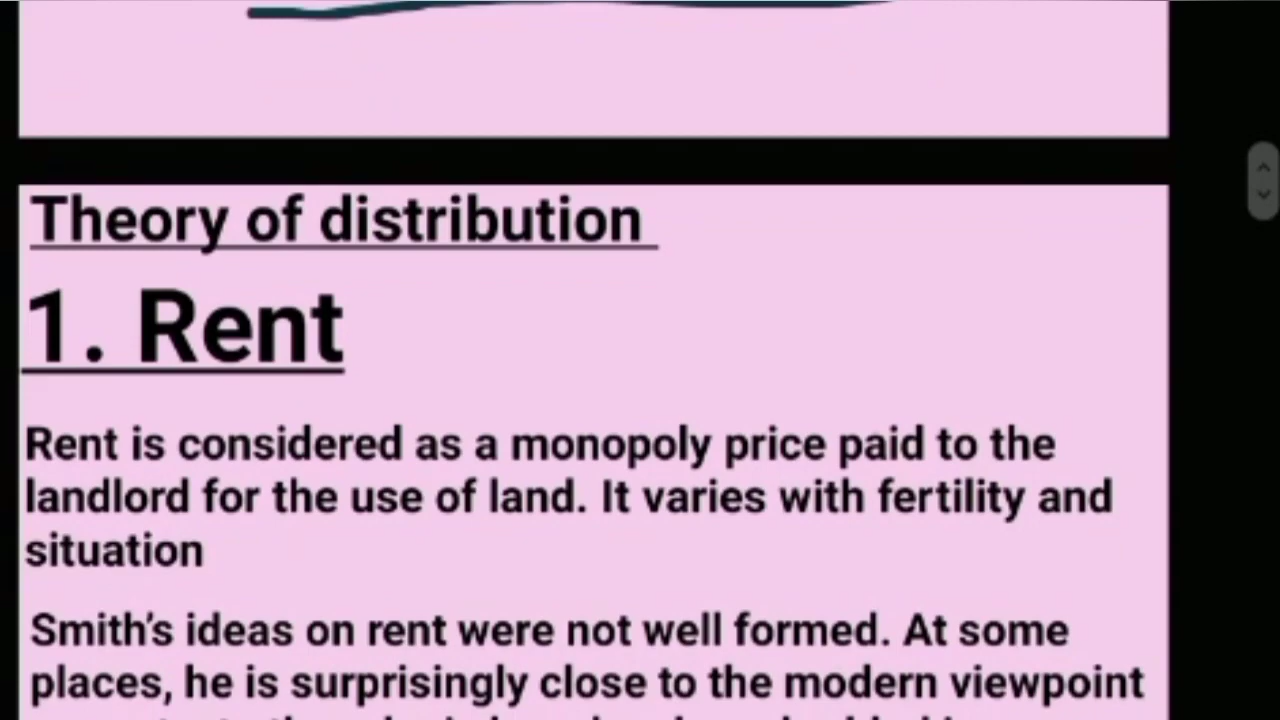 Theory of distribution
1. Rent
Rent is considered as a monopoly price paid to the
landlord for the use of land. It varies with fertility and
situation
Smith's ideas on rent were not well formed. At some
places, he is surprisingly close to the modern viewpoint